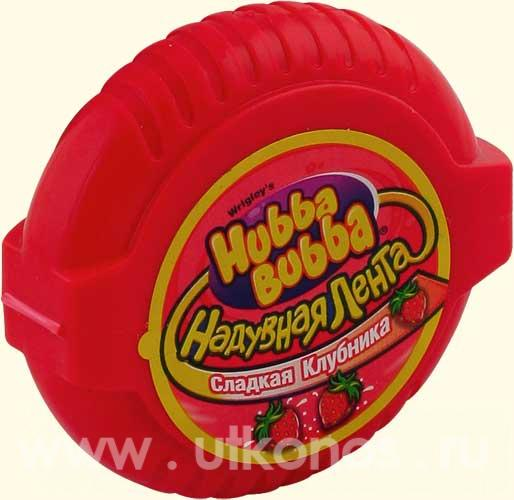 Wrigley's
Hubba
Bubba®
Надувная Лента
Сладкая Клубника
www.utkonos.ru